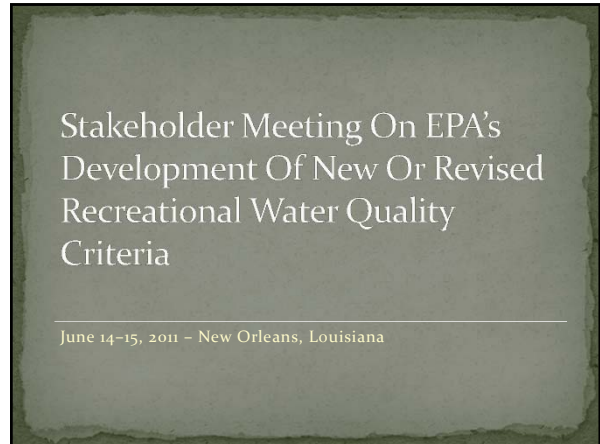 Stakeholder Meeting On EPA’s
Development Of New Or Revised
Recreational Water Quality
Criteria
June 14–15, 2011 – New Orleans, Louisiana